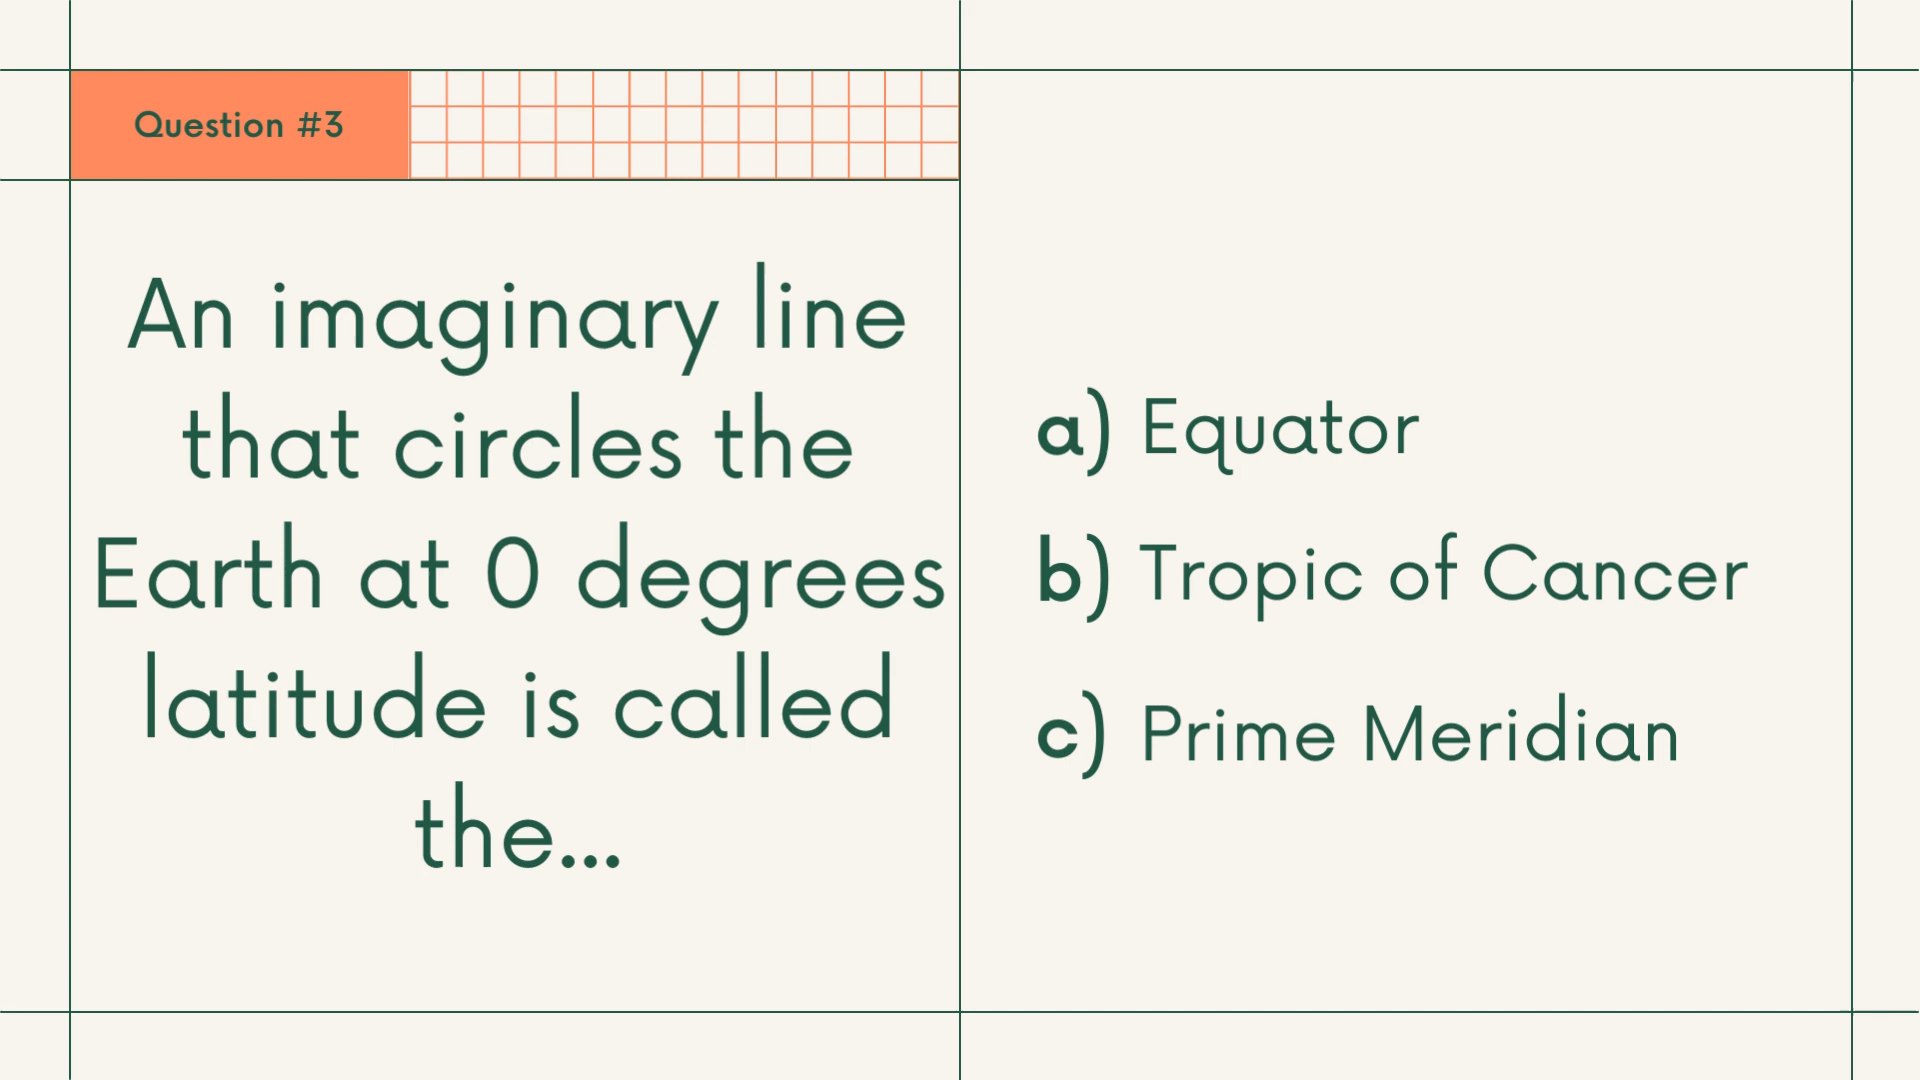 Question #3
An imaginary line
that circles the
Earth at 0 degrees
latitude is called
the...
a) Equator
b) Tropic of Cancer
c) Prime Meridian